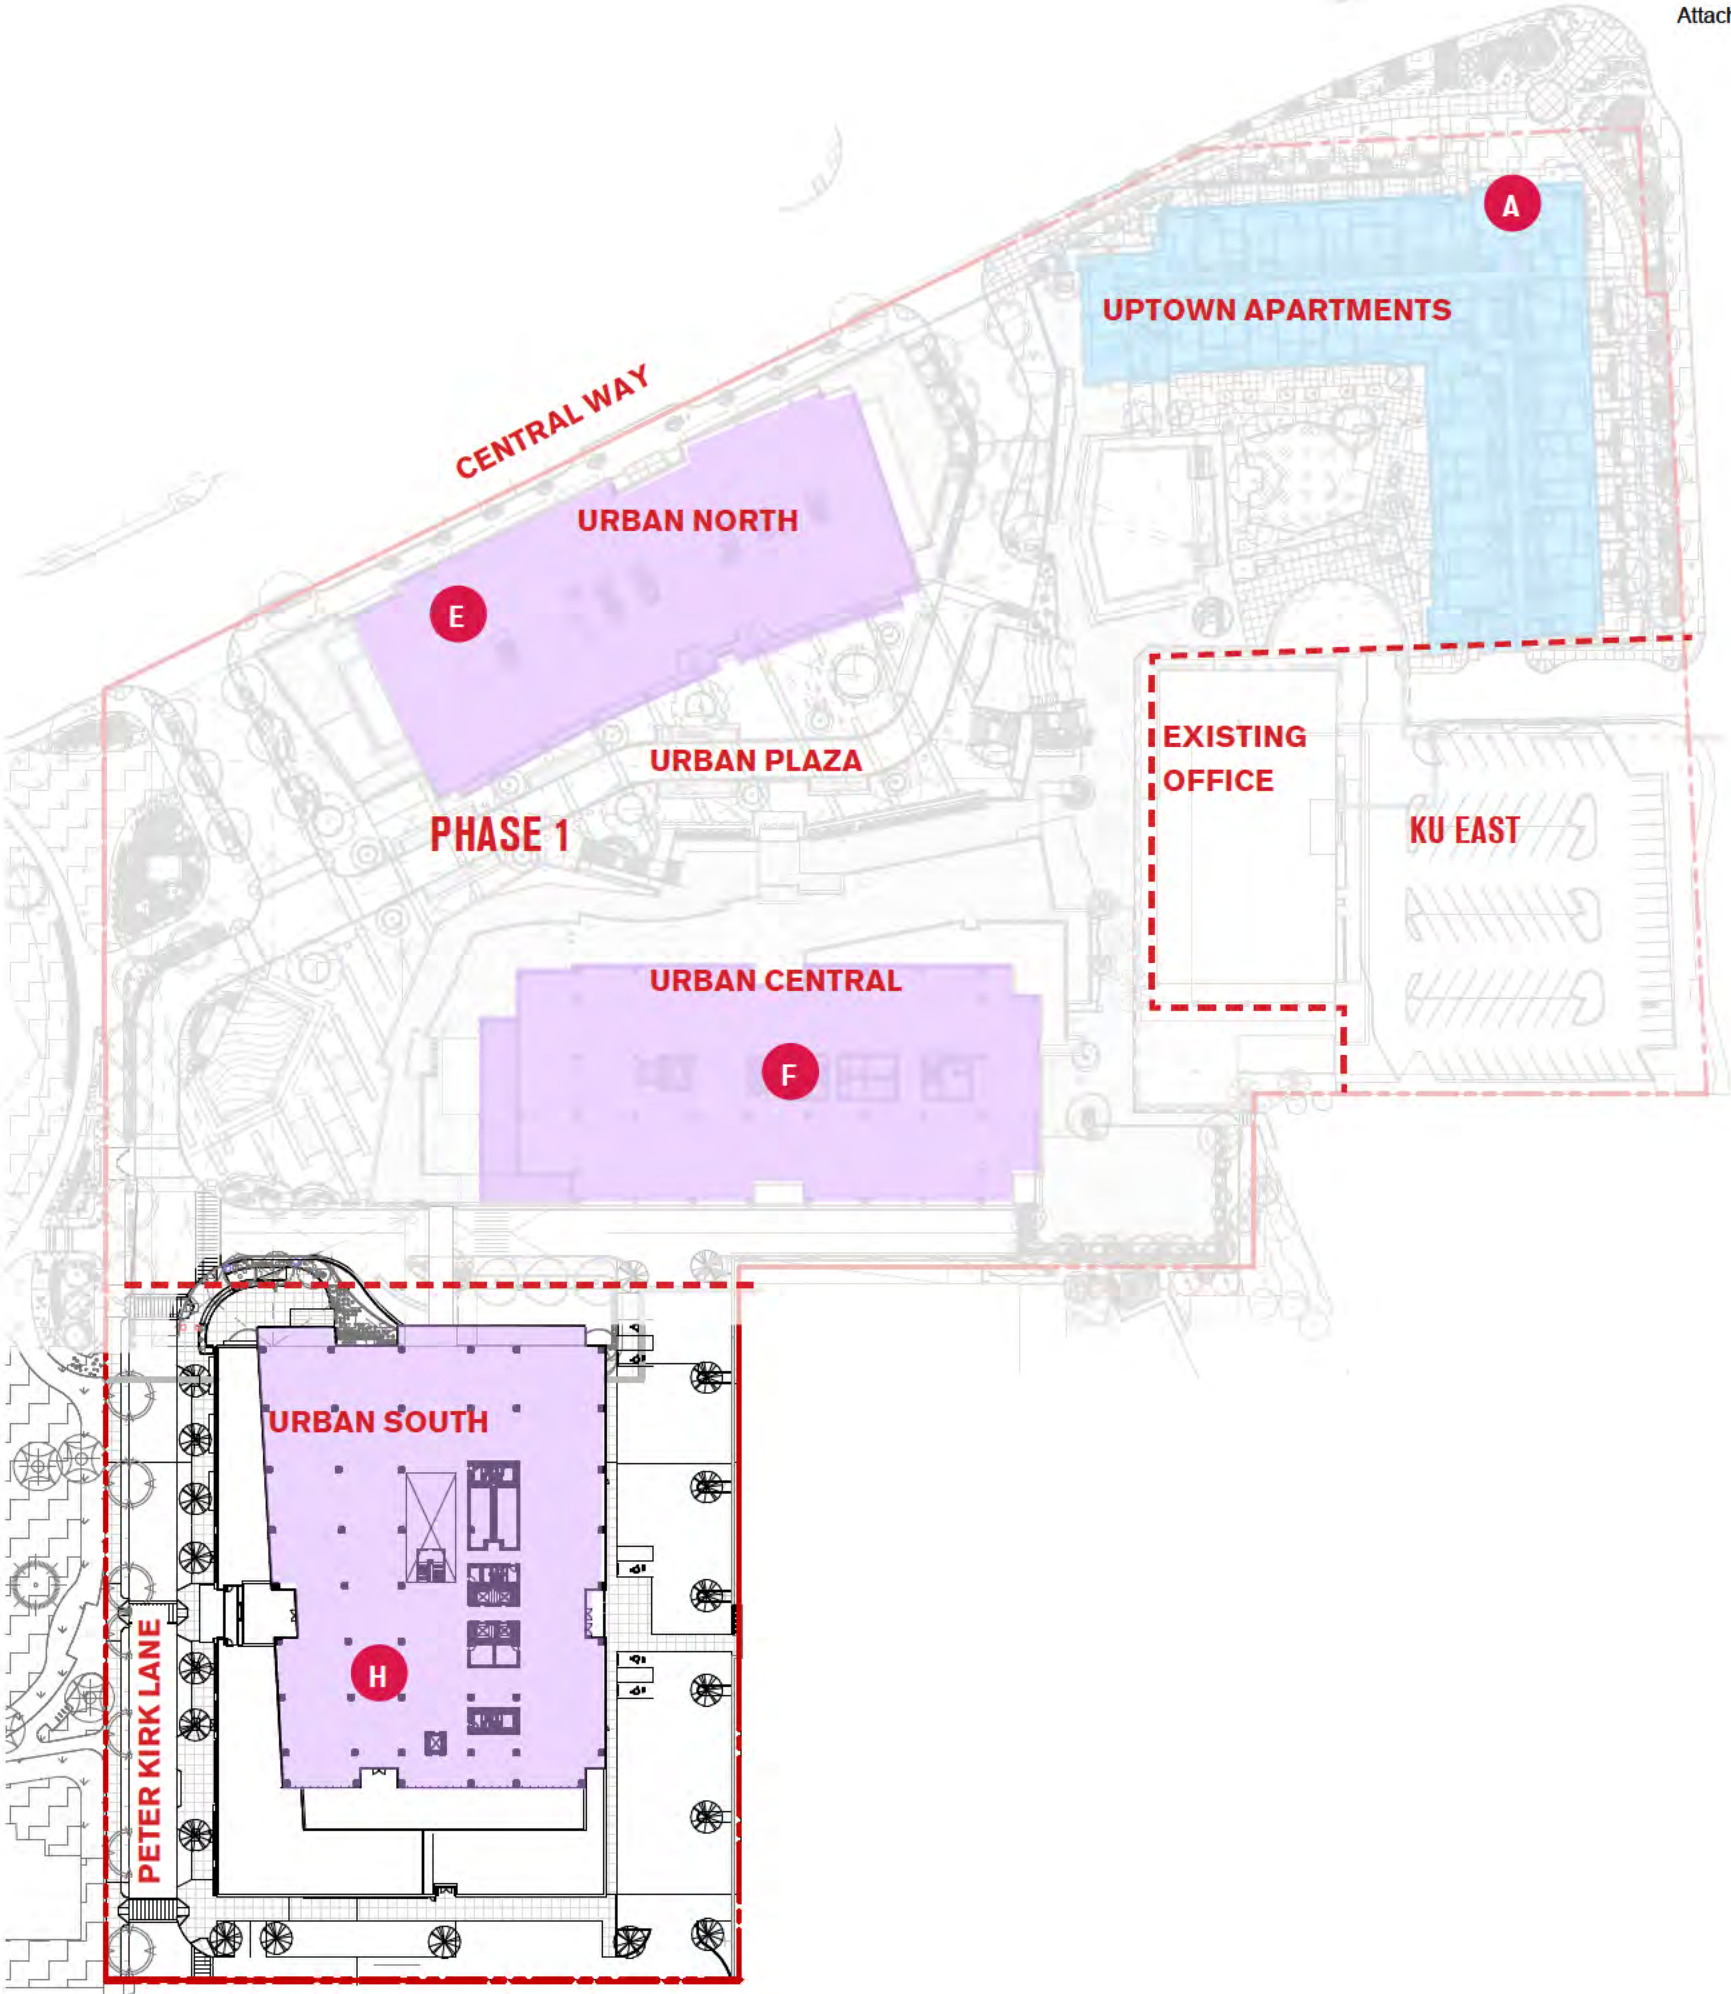 Attach
A
UPTOWN APARTMENTS
CENTRAL WAY
URBAN NORTH
E
EXISTING
OFFICE
URBAN PLAZA
PHASE 1
KU EAST
URBAN CENTRAL
F
URBAN SOUTH
H
PETER KIRK LANE